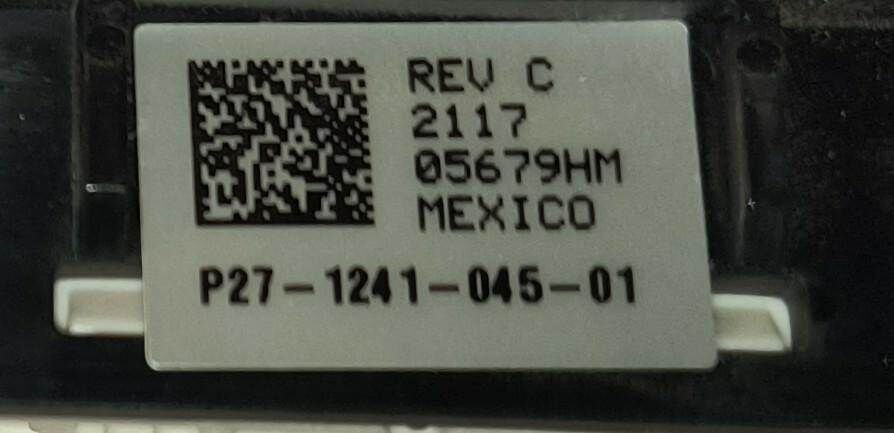 REV C
2117
05679HM
MEXICO
P27-1241-045-01